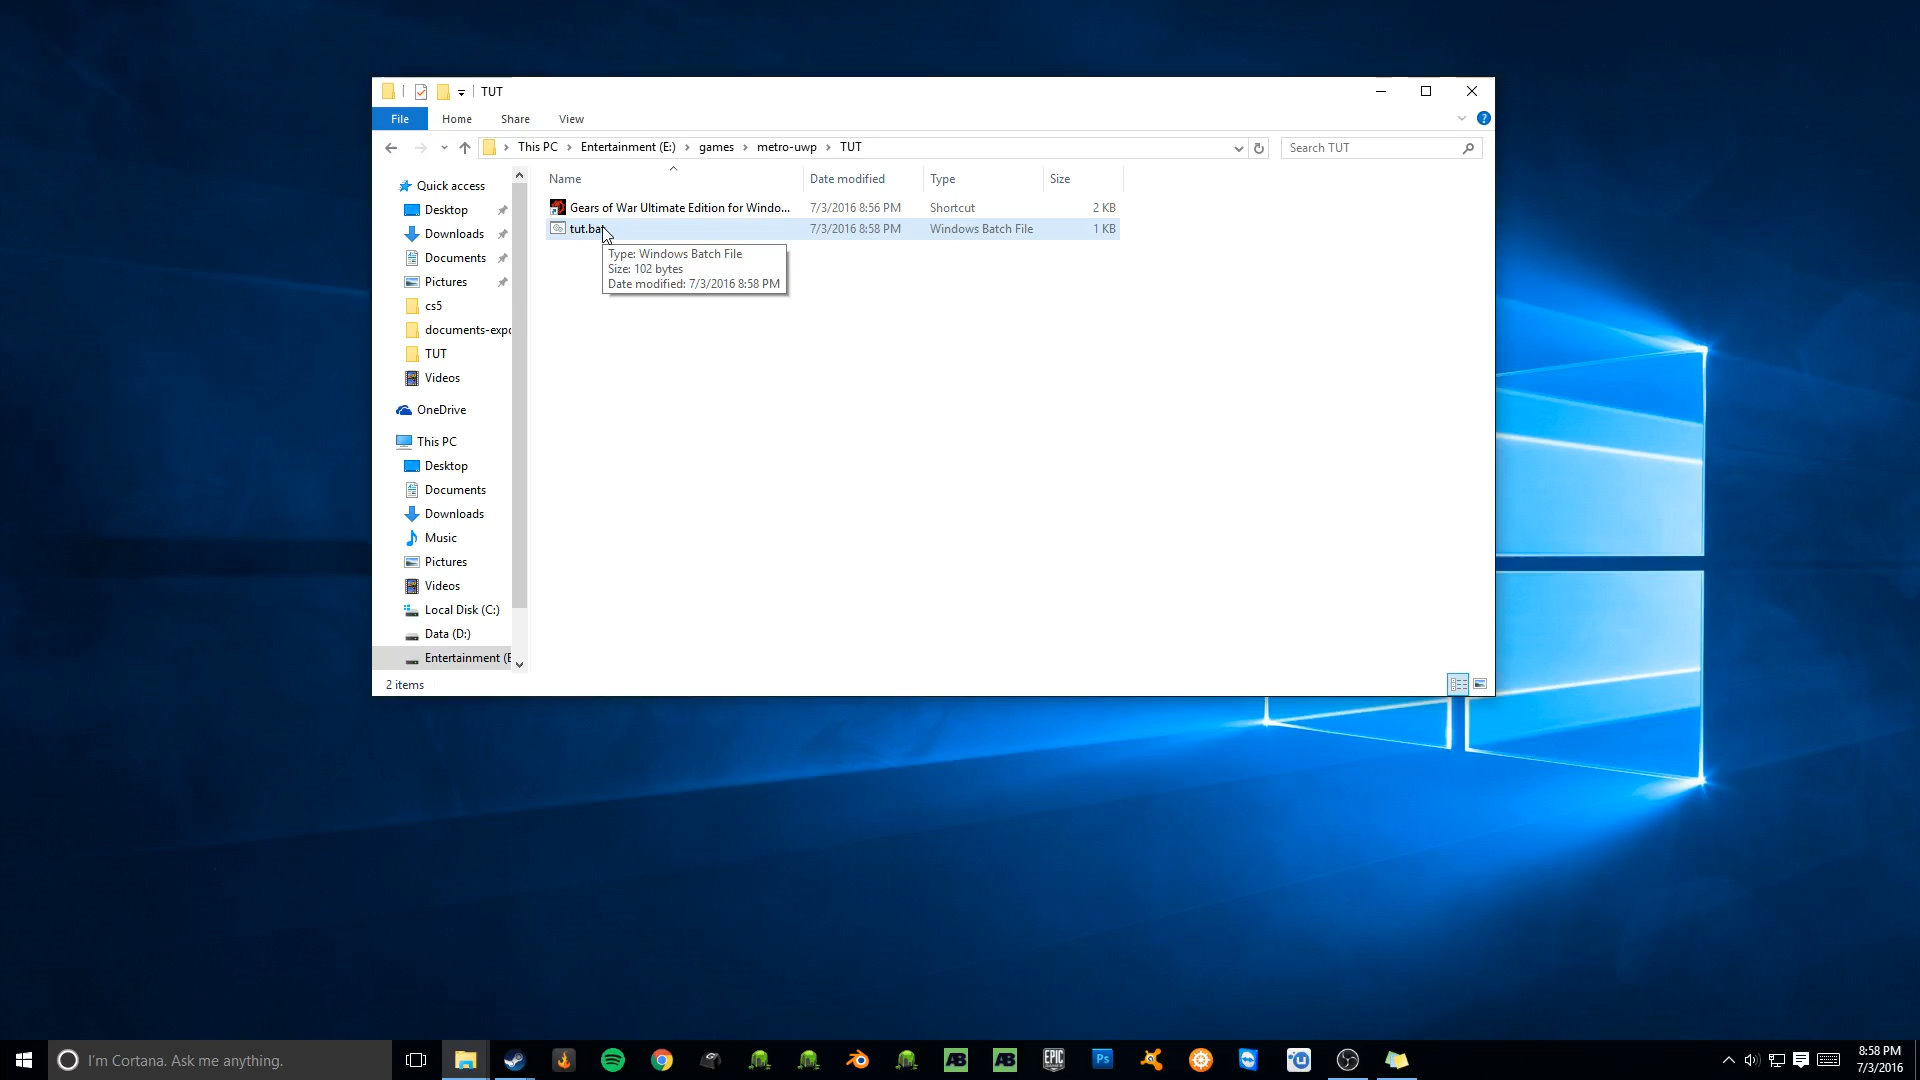 TUT
File
Home
Share
View
This PC
Entertainment (E:)
games
metro-uwp
TUT
Search TUT
Name
Date modified
Type
Size
Gears of War Ultimate Edition for Windo...
7/3/2016 8:56 PM
Shortcut
2 KB
tut.bat
7/3/2016 8:58 PM
Windows Batch File
1 KB
Type: Windows Batch File
Size: 102 bytes
Date modified: 7/3/2016 8:58 PM
Quick access
Desktop
Downloads
Documents
Pictures
cs5
documents-expo
TUT
Videos
OneDrive
This PC
Desktop
Documents
Downloads
Music
Pictures
Videos
Local Disk (C:)
Data (D:)
Entertainment (E
2 items
I'm Cortana. Ask me anything.
AB
AB
EPIC
GAMES
Ps
8:58 PM
7/3/2016